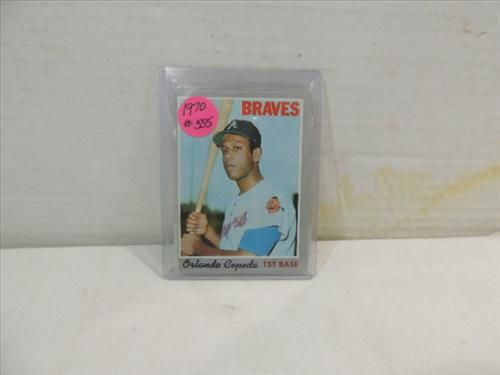 1970
# 555
BRAVES
A
Orlando Cepeda 1ST BASE